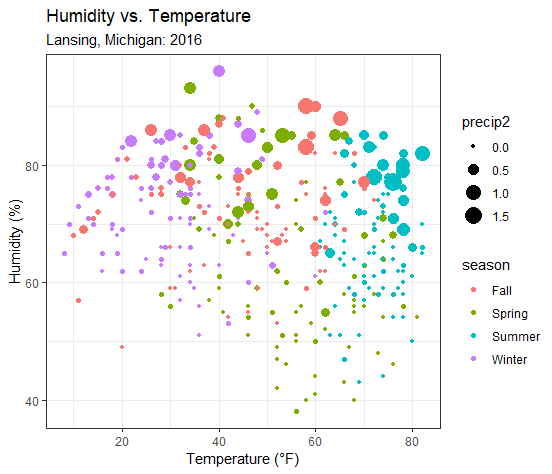 Humidity vs. Temperature
Lansing, Michigan: 2016
Humidity (%)
80
60
40
20
40
60
80
Temperature (°F)
precip2
0.0
0.5
1.0
1.5
season
Fall
Spring
Summer
Winter